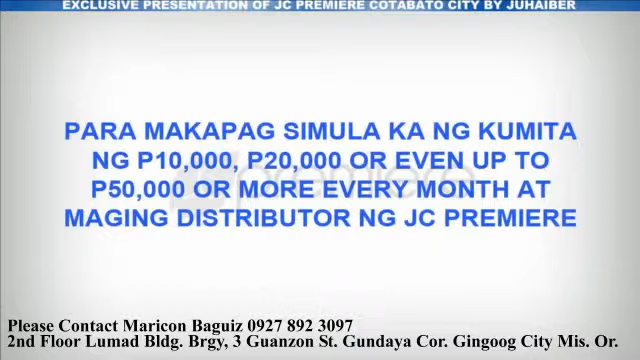 EXCLUSIVE PRESENTATION OF JC PREMIERE COTABATO CITY BY JUHAIBER
PARA MAKAPAG SIMULA KA NG KUMITA
NG P10,000, P20,000 OR EVEN UP TO
P50,000 OR MORE EVERY MONTH AT
MAGING DISTRIBUTOR NG JC PREMIERE
premiere
Please Contact Maricon Baguiz 0927 892 3097
2nd Floor Lumad Bldg. Brgy, 3 Guanzon St. Gundaya Cor. Gingoog City Mis. Or.